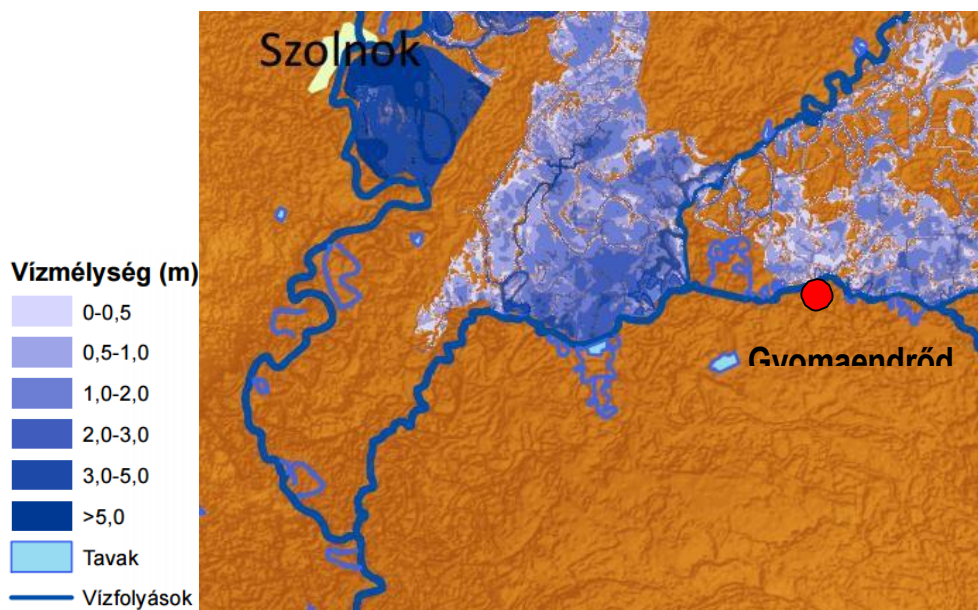 Szolnok
Vízmélység (m)
0-0,5
0,5-1,0
1,0-2,0
2,0-3,0
3,0-5,0
>5,0
Tavak
Vízfolyások
Gyomaendrőd